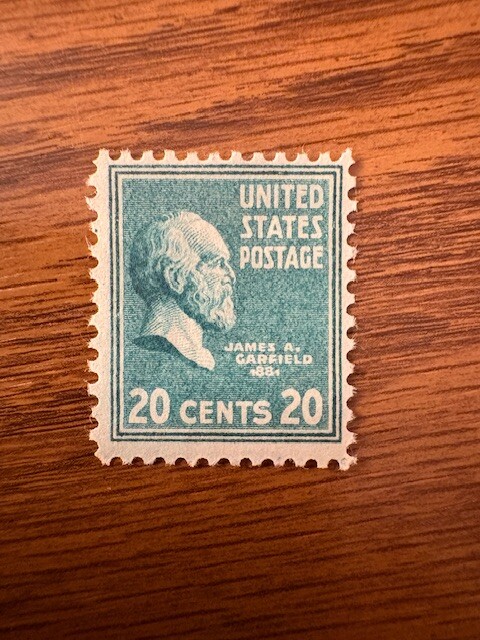 UNITED
STATES
POSTAGE
JAMES A.
GARFIELD
1881
20 CENTS 20